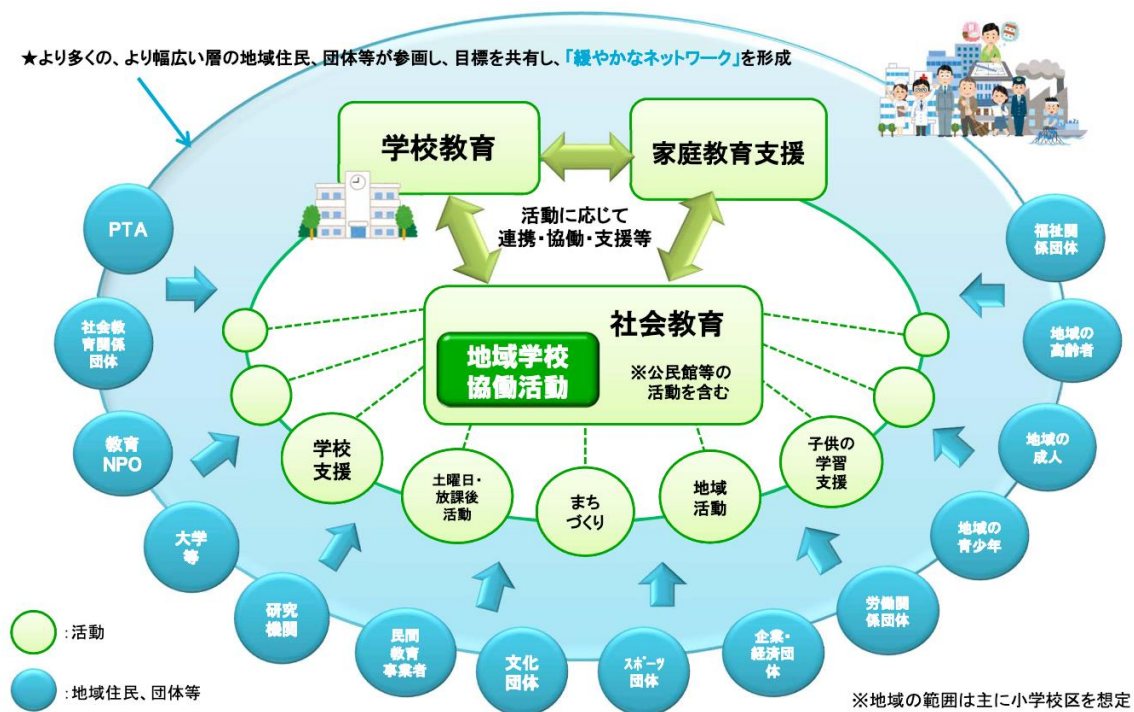 ★より多くの、より幅広い層の地域住民、団体等が参画し、目標を共有し、「緩やかなネットワーク」を形成
学校教育
家庭教育支援
活動に応じて
連携・協働・支援等
社会教育
地域学校
協働活動
※公民館等の
活動を含む
学校
支援
土曜日・
放課後
活動
まち
づくり
地域
活動
子供の
学習
支援
PTA
社会教
育関係
団体
教育
NPO
大学
等
研究
機関
民間
教育
事業者
文化
団体
スポーツ
団体
企業・
経済団
体
労働関
係団体
地域の
青少年
地域の
成人
地域の
高齢者
福祉関
係団体
:活動
:地域住民、団体等
※地域の範囲は主に小学校区を想定